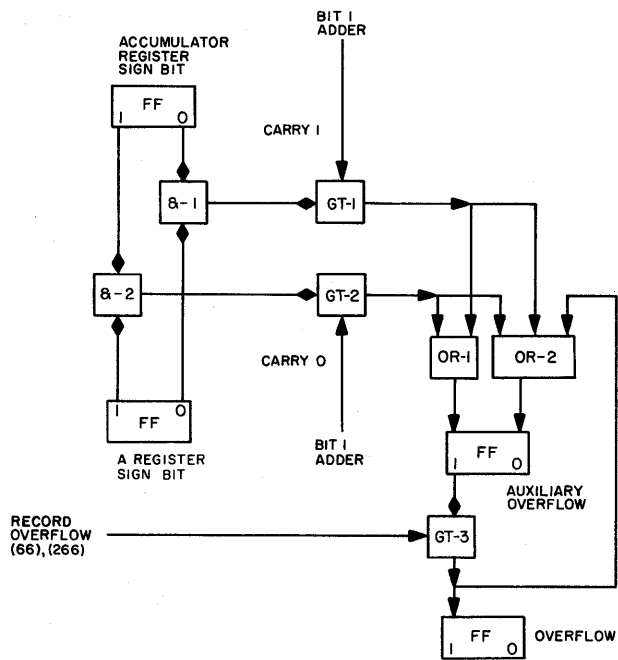 BIT 1
ADDER
ACCUMULATOR
REGISTER
SIGN BIT
FF
1 0
CARRY 1
&-1
GT-1
&-2
GT-2
CARRY 0
OR-1
OR-2
1 0
FF
A REGISTER
SIGN BIT
BIT 1
ADDER
FF
1 0
AUXILIARY
OVERFLOW
RECORD
OVERFLOW
(66),(266)
GT-3
FF
1 0
OVERFLOW